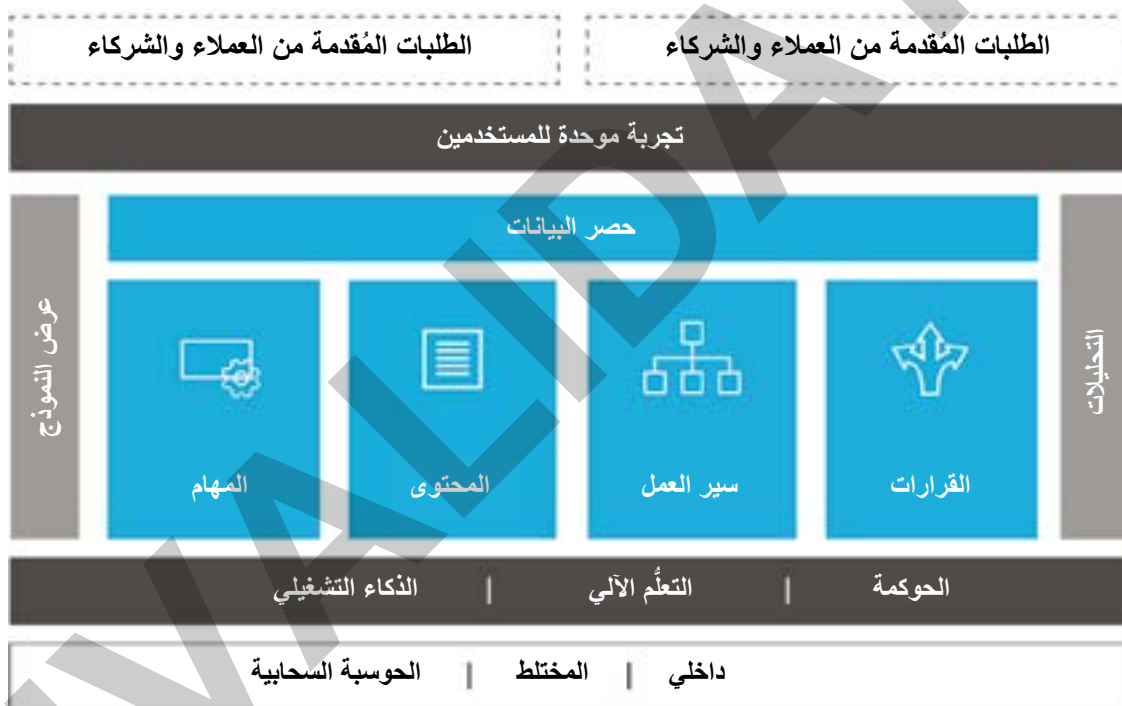 الطلبات المُقدمة من العملاء والشركاء
الطلبات المُقدمة من العملاء والشركاء
تجربة موحدة للمستخدمين
التحليلات
حصر البيانات
عرض النموذج
القرارات
سير العمل
المحتوى
المهام
الحوكمة | التعلُّم الآلي | الذكاء التشغيلي
داخلي | المختلط | الحوسبة السحابية